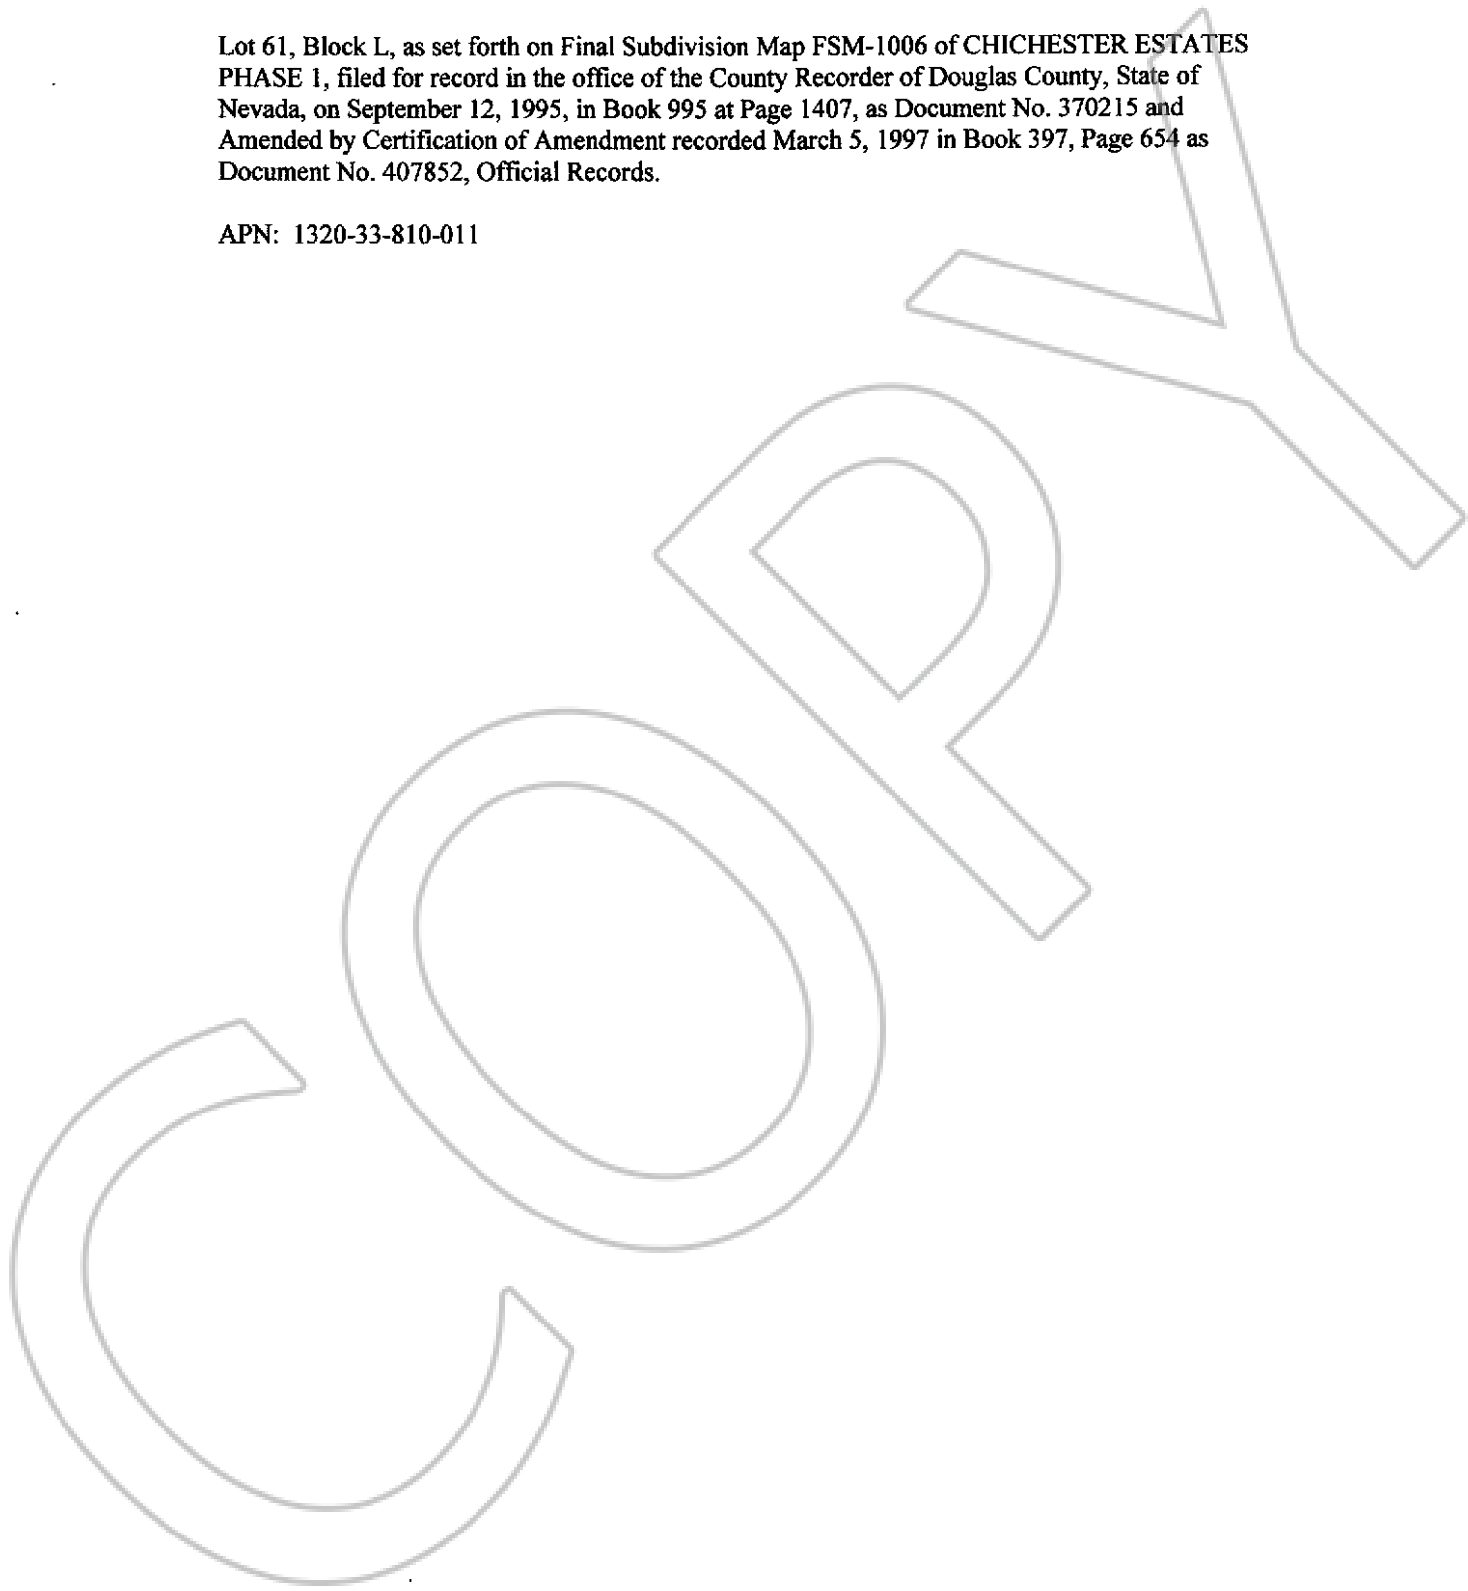 Lot 61, Block L, as set forth on Final Subdivision Map FSM-1006 of CHICHESTER ESTATES
PHASE 1, filed for record in the office of the County Recorder of Douglas County, State of
Nevada, on September 12, 1995, in Book 995 at Page 1407, as Document No. 370215 and
Amended by Certification of Amendment recorded March 5, 1997 in Book 397, Page 654 as
Document No. 407852, Official Records.
APN: 1320-33-810-011
COPY